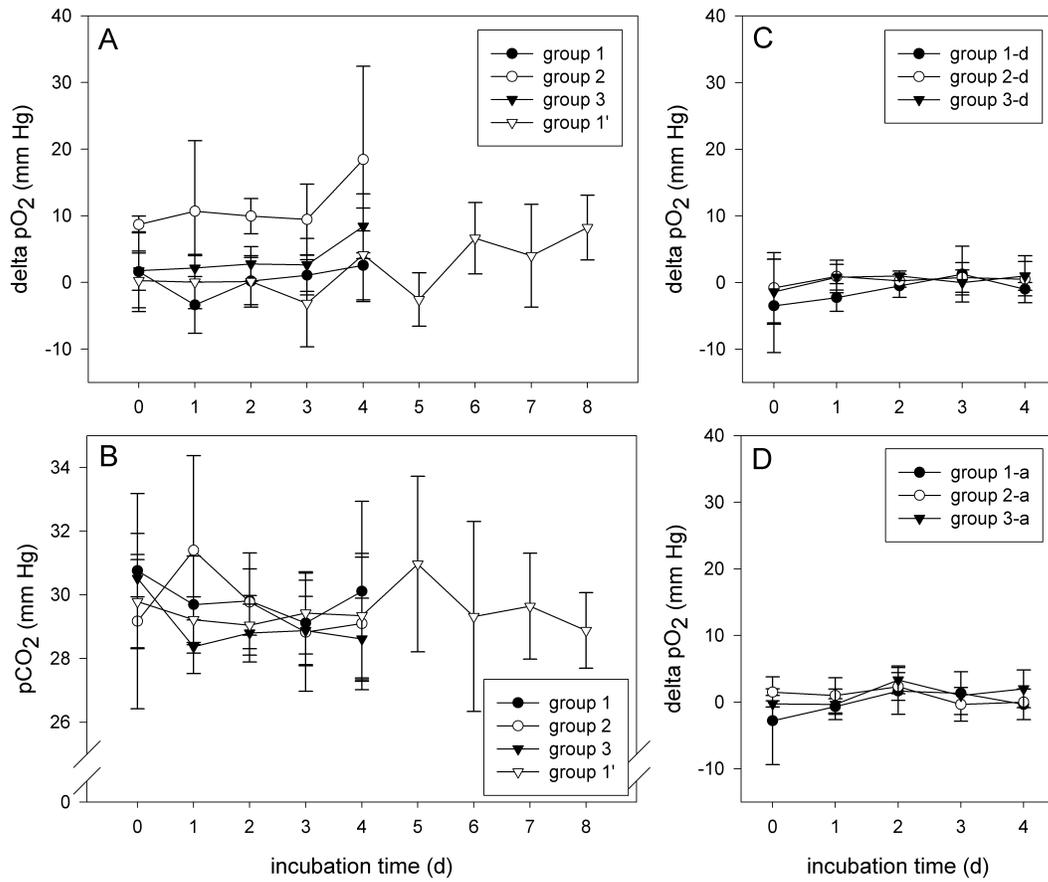 A
delta pO2 (mm Hg)
40
30
20
10
0
-10
0 1 2 3 4 5 6 7 8
group 1
group 2
group 3
group 1'
C
delta pO2 (mm Hg)
40
30
20
10
0
-10
0 1 2 3 4
group 1-d
group 2-d
group 3-d
B
pCO2 (mm Hg)
34
32
30
28
26
0
0 1 2 3 4 5 6 7 8
incubation time (d)
group 1
group 2
group 3
group 1'
D
delta pO2 (mm Hg)
40
30
20
10
0
-10
0 1 2 3 4
incubation time (d)
group 1-a
group 2-a
group 3-a